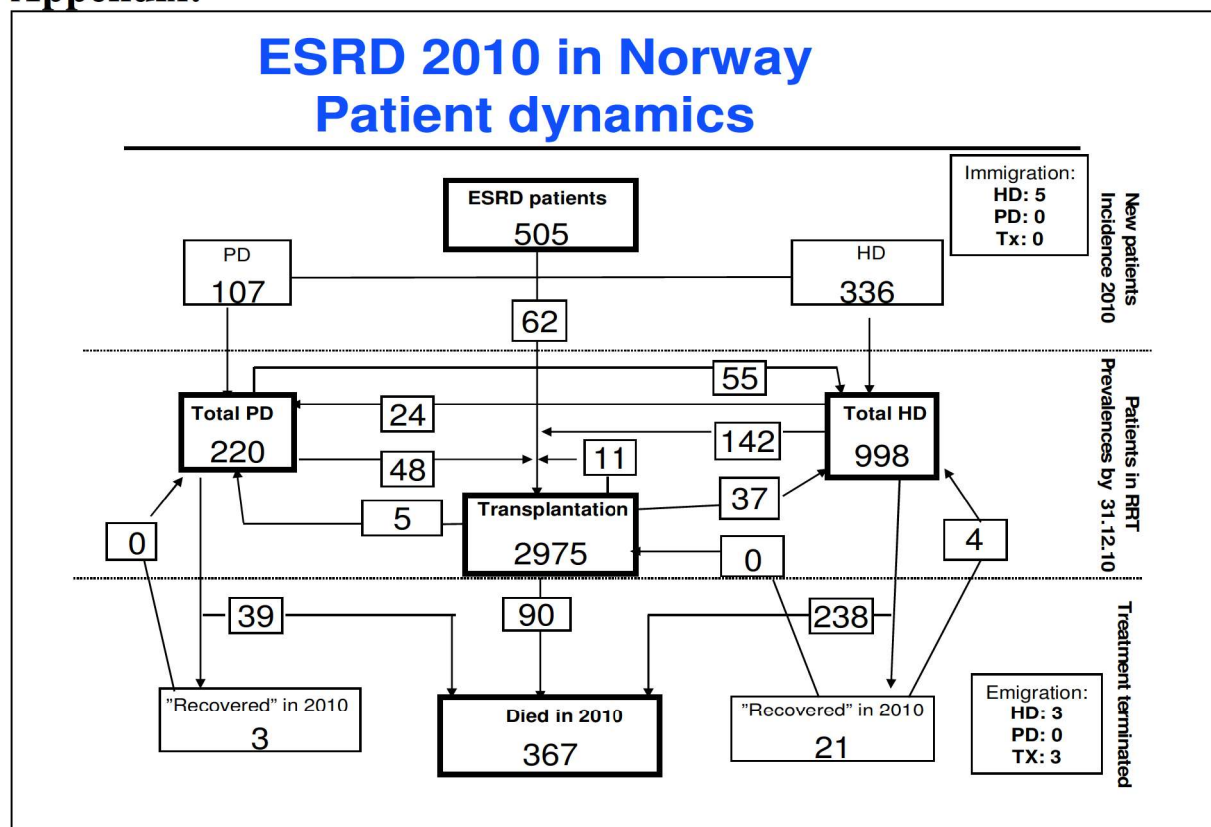 ESRD 2010 in Norway
Patient dynamics
Immigration:
HD: 5
PD: 0
Tx: 0
New patients
Incidence 2010
ESRD patients
505
PD
107
HD
336
62
Patients in RRT
Prevalences by 31.12.10
55
Total PD
220
24
Total HD
998
142
48
11
37
5
Transplantation
2975
0
0
4
Treatment terminated
39
90
238
"Recovered" in 2010
3
Died in 2010
367
"Recovered" in 2010
21
Emigration:
HD: 3
PD: 0
TX: 3